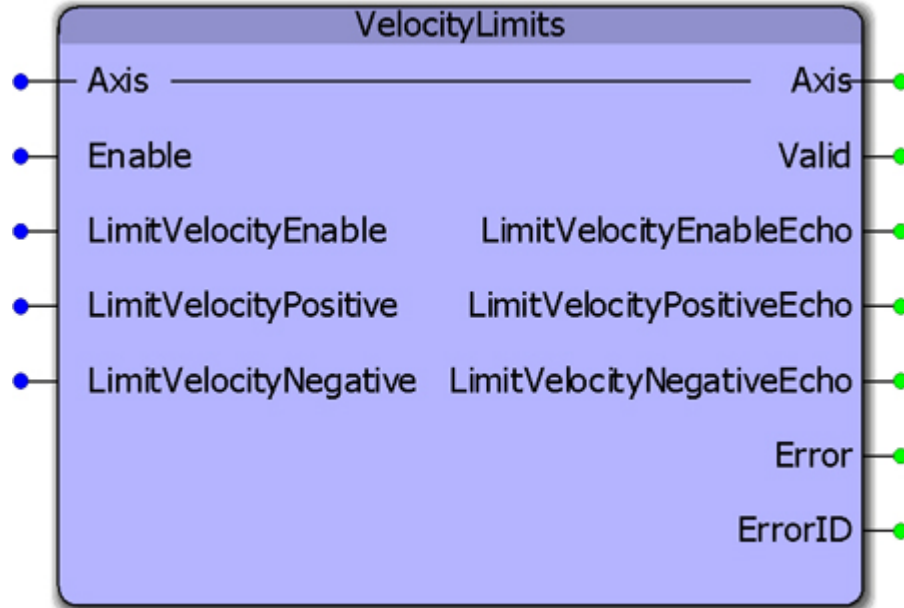 VelocityLimits
Axis Axis
Enable Valid
LimitVelocityEnable LimitVelocityEnableEcho
LimitVelocityPositive LimitVelocityPositiveEcho
LimitVelocityNegative LimitVelocityNegativeEcho
Error
ErrorID